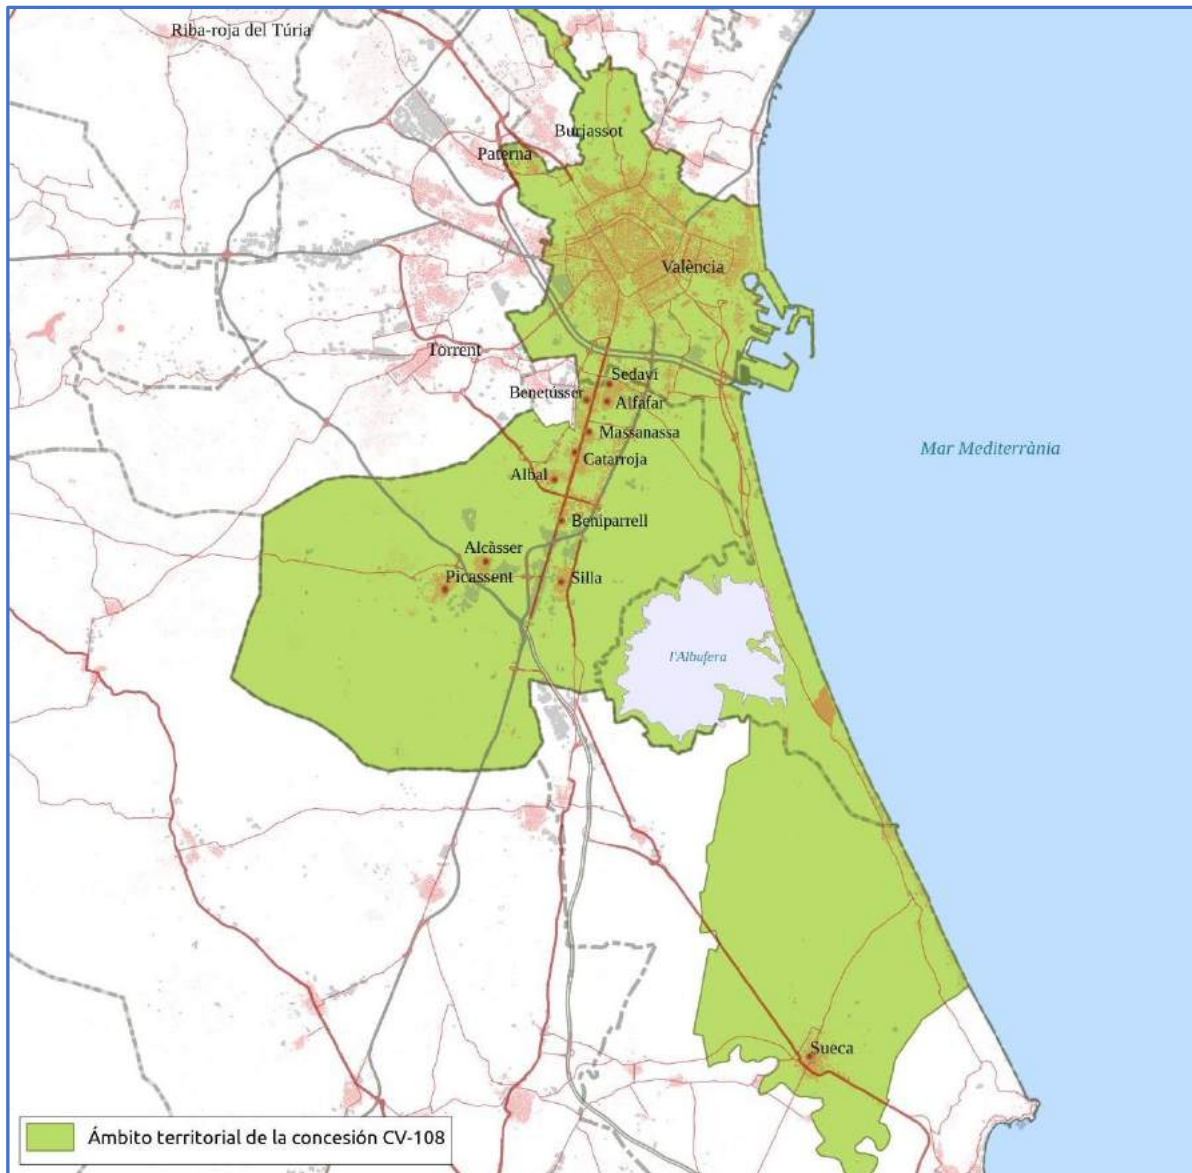 Riba-roja del Túria
Burjassot
Paterna
València
Torrent
Sedaví
Benetússer
Alfafar
Massanassa
Catarroja
Mar Mediterrània
Albal
Beniparrell
Alcàsser
Picassent
Silla
l'Albufera
Sueca
Ámbito territorial de la concesión CV-108